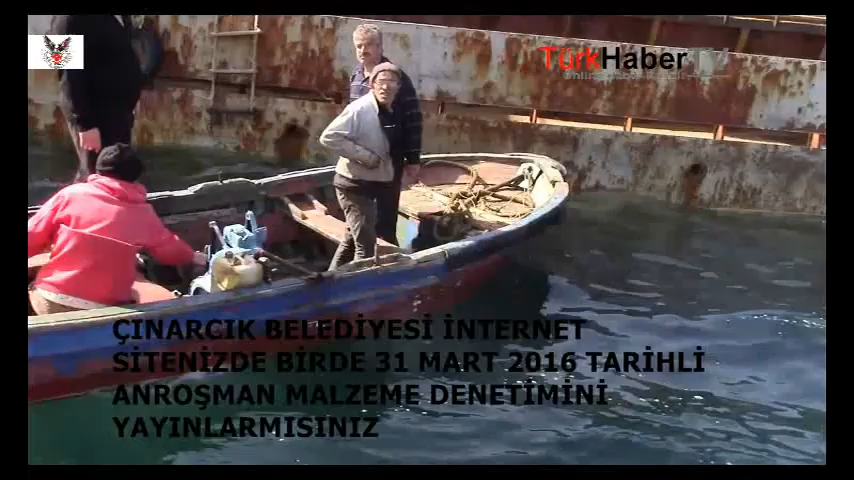 TürkHaber TV
ÇINARCIK BELEDİYESİ İNTERNET
SİTENİZDE BİRDE 31 MART 2016 TARİHLİ
ANROŞMAN MALZEME DENETİMİNİ
YAYINLARMISINIZ